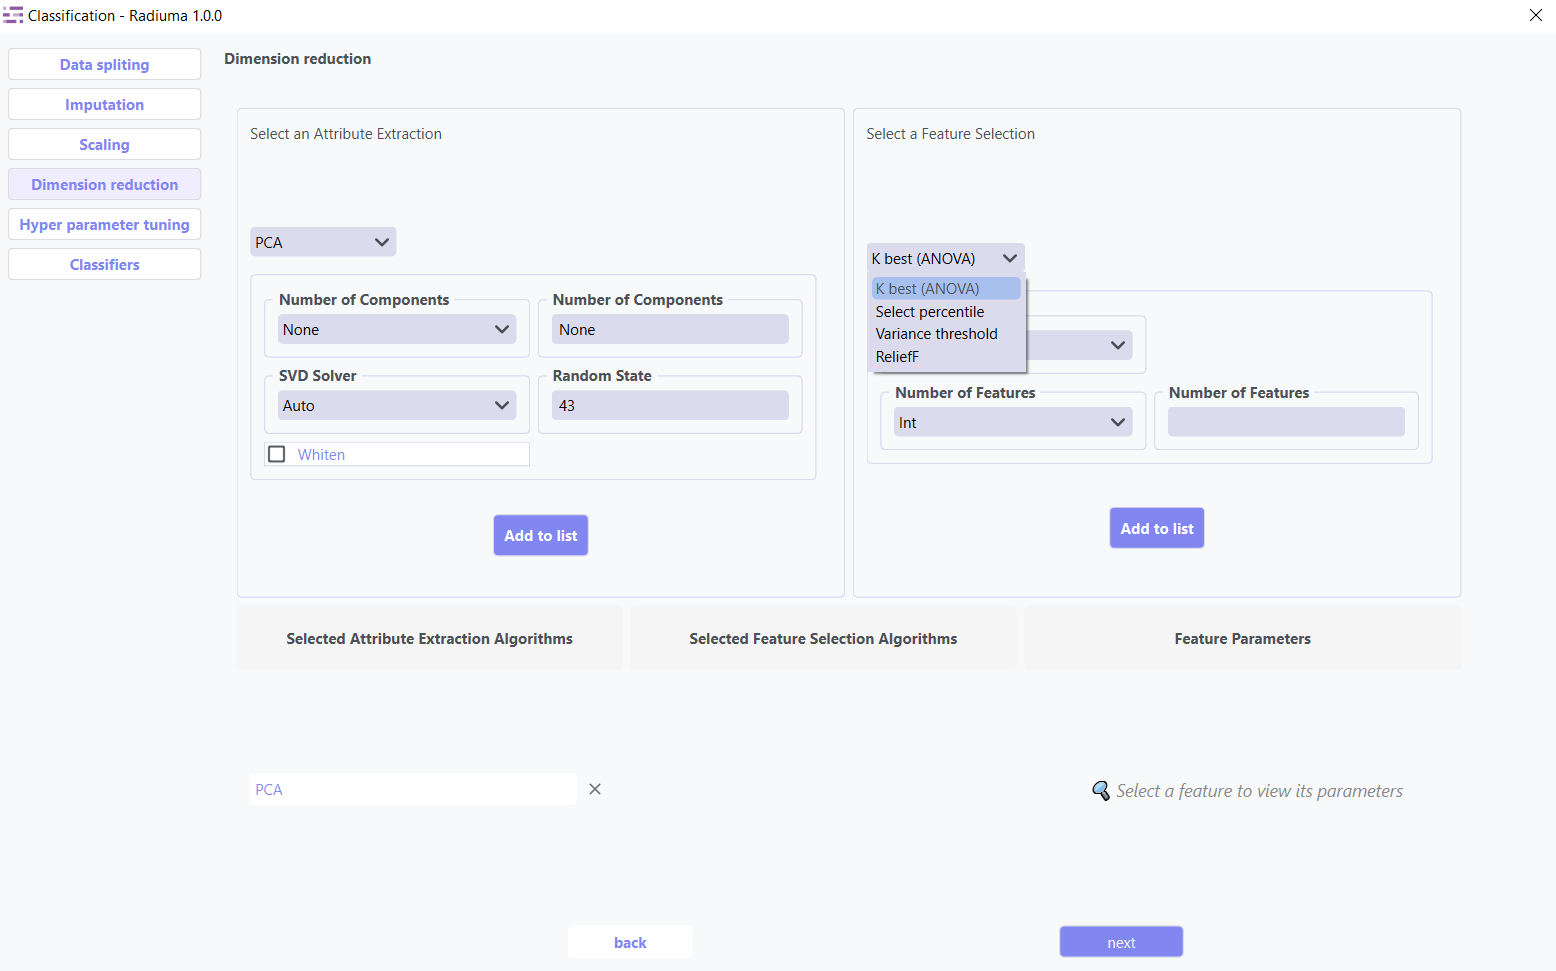 Classification - Radiuma 1.0.0
Data spliting
Imputation
Scaling
Dimension reduction
Hyper parameter tuning
Classifiers
Dimension reduction
Select an Attribute Extraction
PCA
Number of Components
None
Number of Components
None
SVD Solver
Auto
Random State
43
Whiten
Add to list
Select a Feature Selection
K best (ANOVA)
K best (ANOVA)
Select percentile
Variance threshold
ReliefF
Number of Features
Int
Number of Features
Add to list
Selected Attribute Extraction Algorithms
Selected Feature Selection Algorithms
Feature Parameters
PCA
Select a feature to view its parameters
back
next